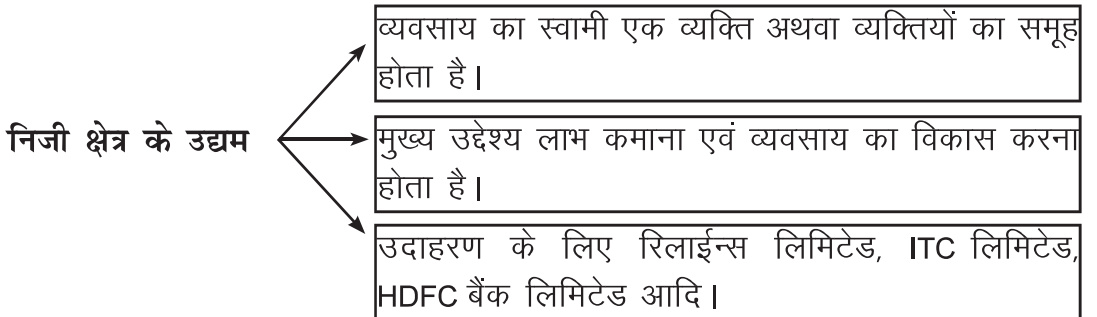 व्यवसाय का स्वामी एक व्यक्ति अथवा व्यक्तियों का समूह
होता है।
निजी क्षेत्र के उद्यम
मुख्य उद्देश्य लाभ कमाना एवं व्यवसाय का विकास करना
होता है।
उदाहरण के लिए रिलाईन्स लिमिटेड, ITC लिमिटेड,
HDFC बैंक लिमिटेड आदि।